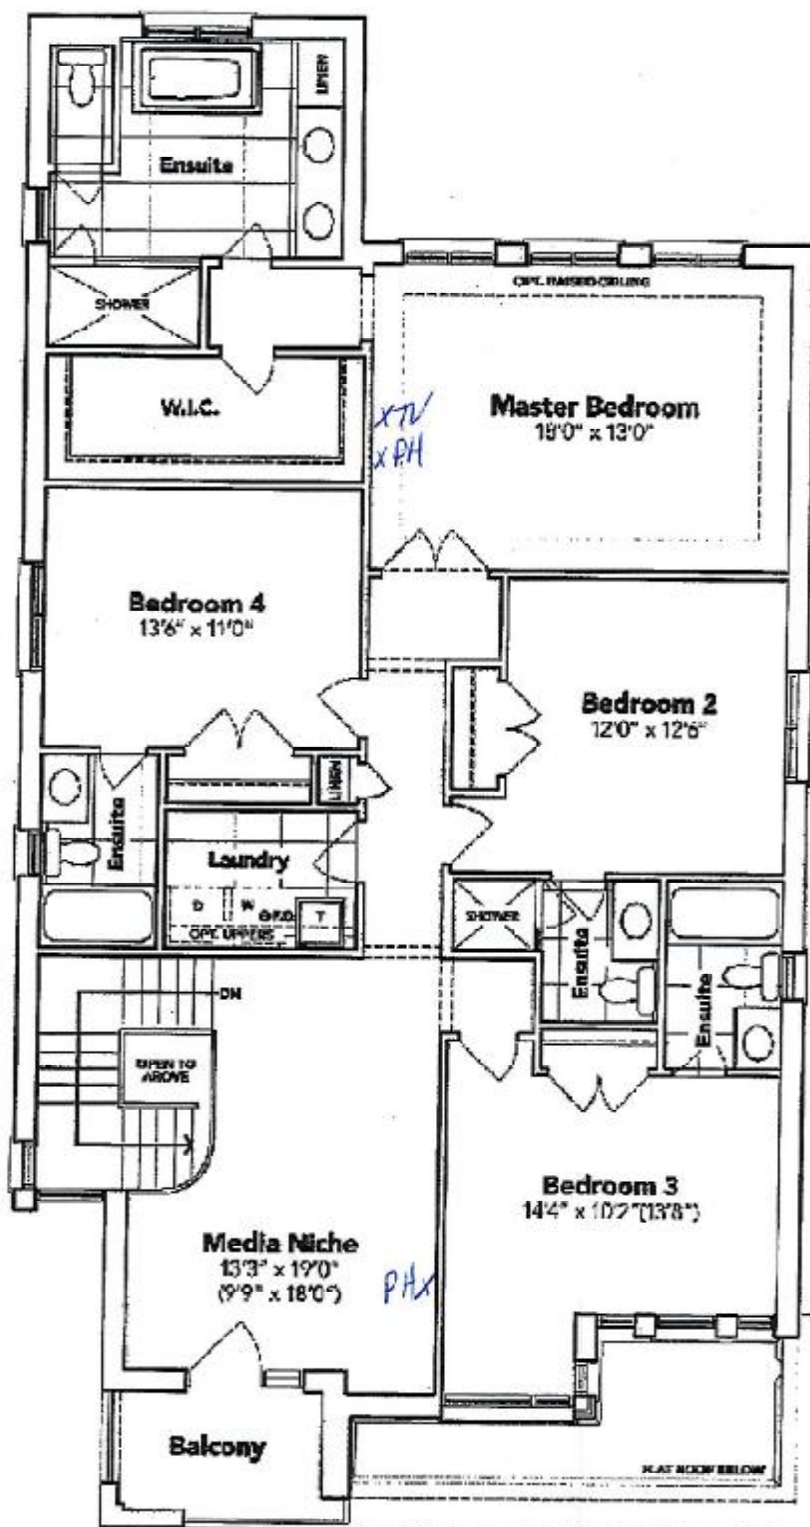 LINEN
Ensuite
SHOWER
OPT. RAISED CEILING
W.I.C.
XTV
XPH
Master Bedroom
18'0" x 13'0"
Bedroom 4
13'6" x 11'0"
Bedroom 2
12'0" x 12'6"
LINEN
Ensuite
Laundry
D
W
T
OPT. UPPERS
SHOWER
Ensuite
Ensuite
DN
OPEN TO
ABOVE
Bedroom 3
14'4" x 10'2" (13'8")
Media Niche
13'3" x 19'0"
(9'9" x 18'0")
PHX
Balcony
FLAT ROOF BELOW